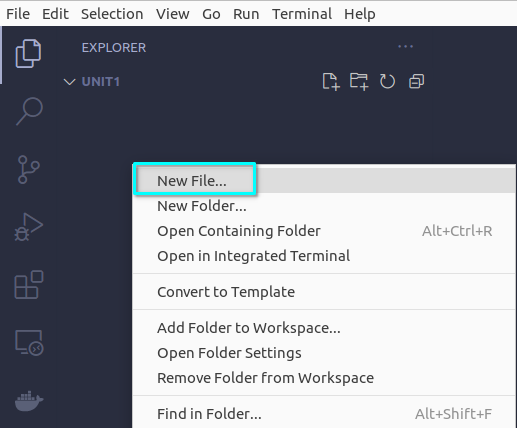 File Edit Selection View Go Run Terminal Help
EXPLORER ...
UNIT1
New File...
New Folder...
Open Containing Folder Alt+Ctrl+R
Open in Integrated Terminal
Convert to Template
Add Folder to Workspace...
Open Folder Settings
Remove Folder from Workspace
Find in Folder... Alt+Shift+F